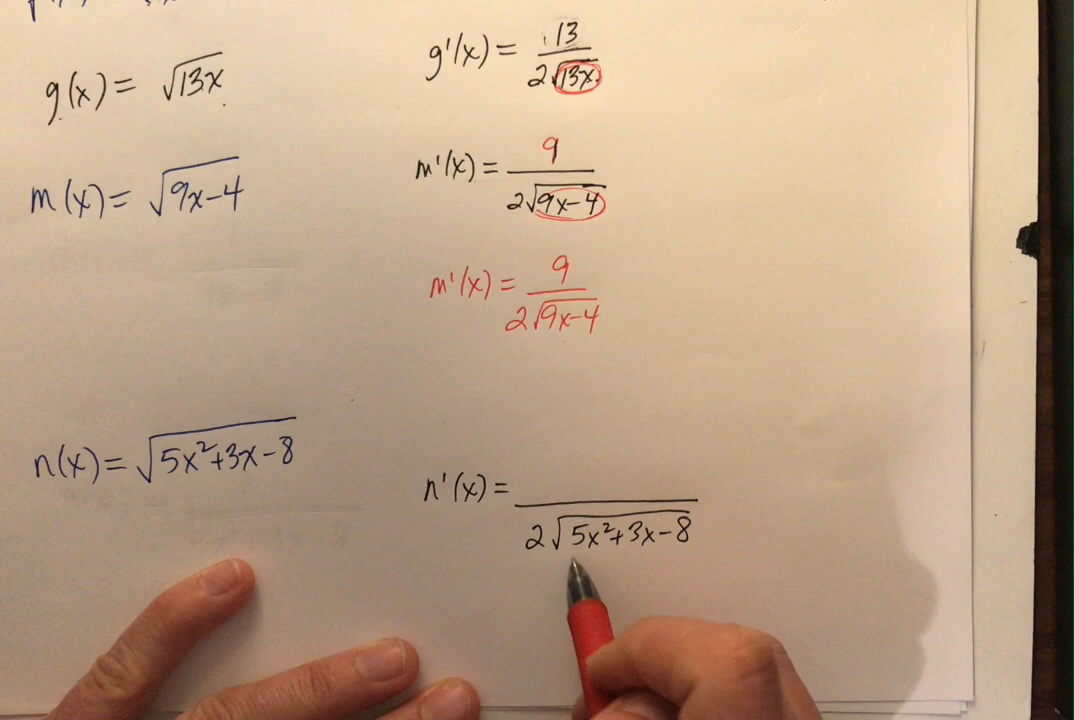 g(x) = √13x
g'(x) = 13 / 2√13x
m(x) = √9x-4
m'(x) = 9 / 2√9x-4
m'(x) = 9 / 2√9x-4
n(x) = √5x²+3x-8
n'(x) = / 2√5x²+3x-8